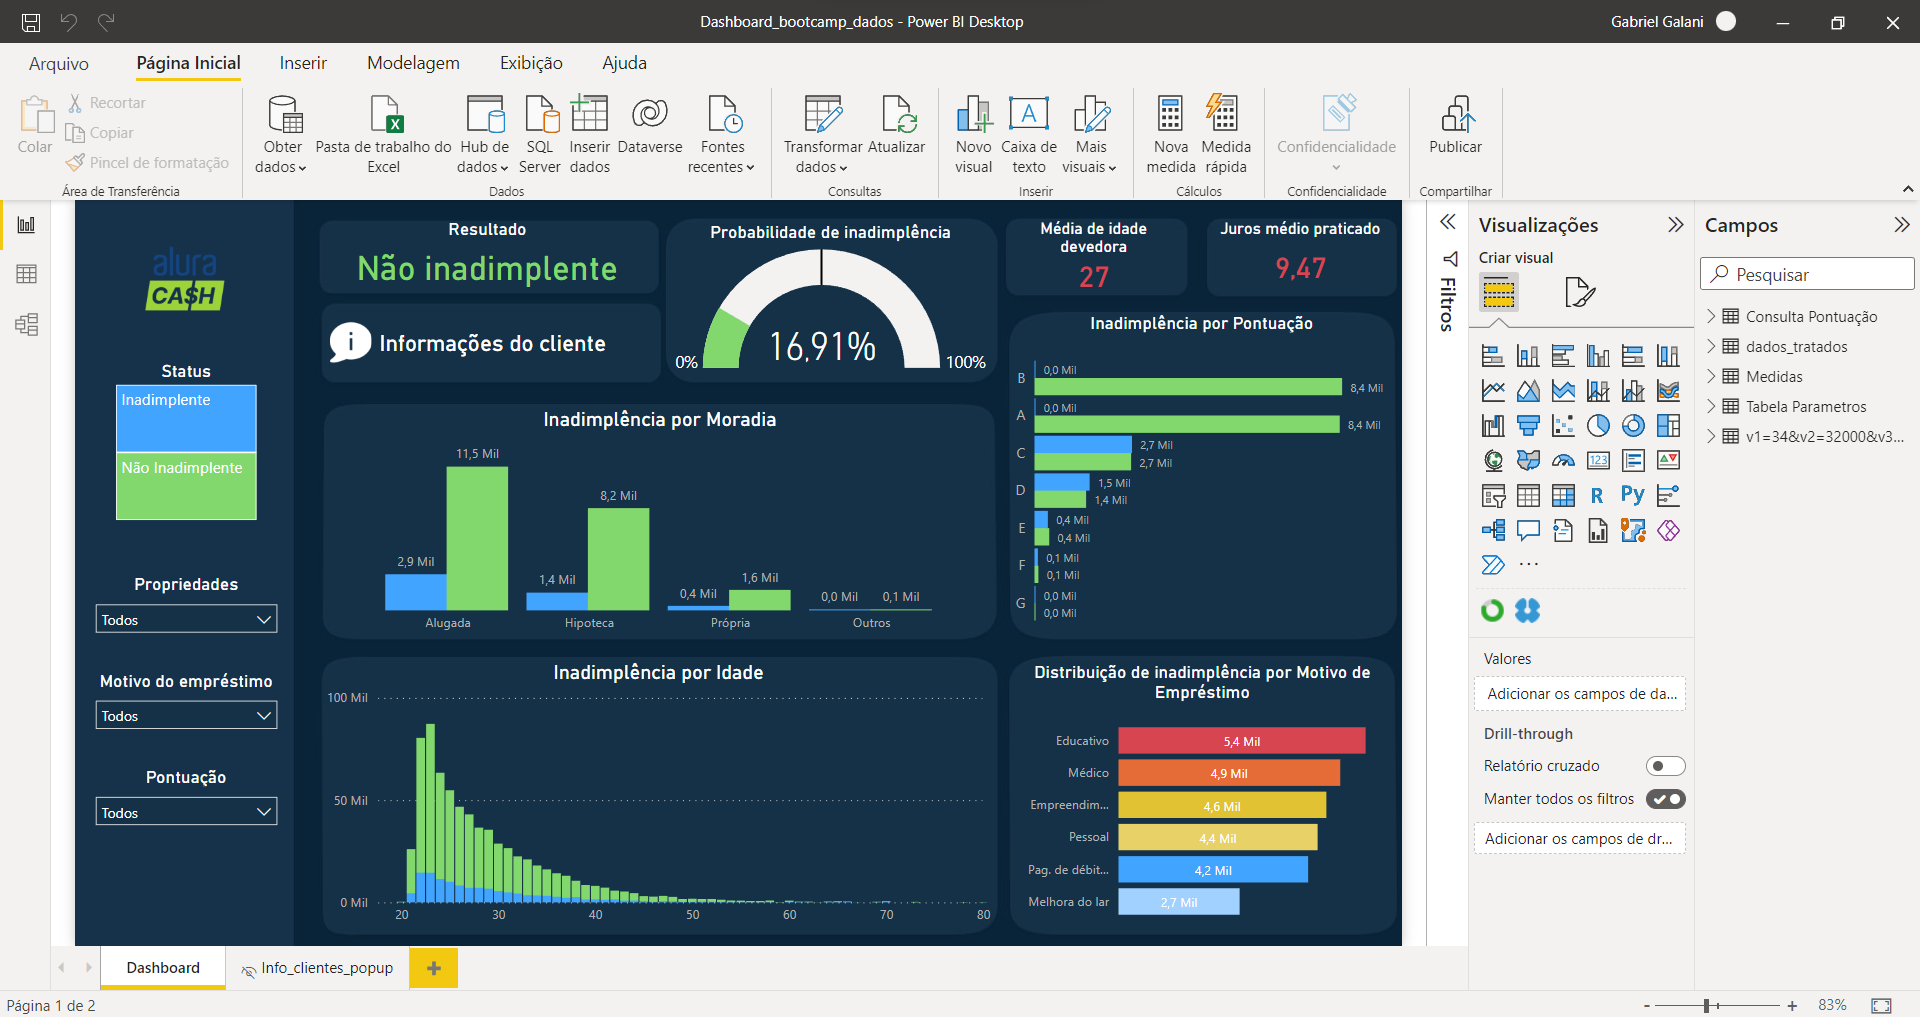 Dashboard_bootcamp_dados - Power BI Desktop
Gabriel Galani
Arquivo
Página Inicial
Inserir
Modelagem
Exibição
Ajuda
Colar
Recortar
Copiar
Pincel de formatação
Área de Transferência
Obter
dados
Pasta de trabalho do
Excel
Hub de
dados
SQL
Server
Inserir
dados
Dataverse
Fontes
recentes
Dados
Transformar
dados
Atualizar
Consultas
Novo
visual
A
Caixa de
texto
Mais
visuais
Inserir
Nova
medida
Medida
rápida
Cálculos
Confidencialidade
Confidencialidade
Publicar
Compartilhar
alura
CA$H
Status
Inadimplente
Não Inadimplente
Propriedades
Todos
Motivo do empréstimo
Todos
Pontuação
Todos
Resultado
Não inadimplente
i
Informações do cliente
Probabilidade de inadimplência
16,91%
0%
100%
Média de idade
devedora
27
Juros médio praticado
9,47
Inadimplência por Moradia
11,5 Mil
2,9 Mil
8,2 Mil
1,4 Mil
0,4 Mil
1,6 Mil
0,0 Mil
0,1 Mil
Alugada
Hipoteca
Própria
Outros
Inadimplência por Pontuação
B
0,0 Mil
8,4 Mil
A
0,0 Mil
8,4 Mil
C
2,7 Mil
2,7 Mil
D
1,5 Mil
1,4 Mil
E
0,4 Mil
0,4 Mil
F
0,1 Mil
0,1 Mil
G
0,0 Mil
0,0 Mil
Inadimplência por Idade
100 Mil
50 Mil
0 Mil
20
30
40
50
60
70
80
Distribuição de inadimplência por Motivo de
Empréstimo
Educativo
5,4 Mil
Médico
4,9 Mil
Empreendim...
4,6 Mil
Pessoal
4,4 Mil
Pag. de débit...
4,2 Mil
Melhora do lar
2,7 Mil
Filtros
Visualizações
Criar visual
123
R
Py
...
Valores
Adicionar os campos de da...
Drill-through
Relatório cruzado
Manter todos os filtros
Adicionar os campos de dr...
Campos
Pesquisar
Consulta Pontuação
dados_tratados
Medidas
Tabela Parametros
v1=34&v2=32000&v3...
Dashboard
Info_clientes_popup
+
Página 1 de 2
- + 83%